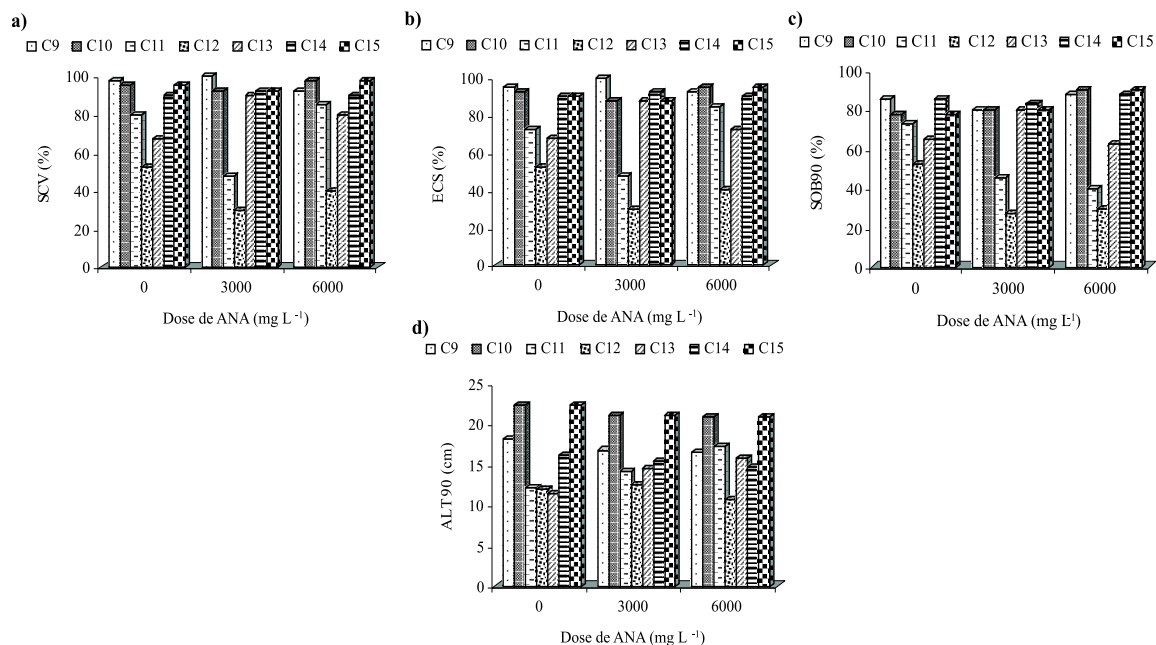 a)
C9 C10 C11 C12 C13 C14 C15
SCV (%)
100
80
60
40
20
0
0 3000 6000
Dose de ANA (mg L -1)
b)
C9 C10 C11 C12 C13 C14 C15
ECS (%)
100
80
60
40
20
0
0 3000 6000
Dose de ANA (mg L -1)
c)
C9 C10 C11 C12 C13 C14 C15
SOB90 (%)
100
80
60
40
20
0
0 3000 6000
Dose de ANA (mg L-1)
d)
C9 C10 C11 C12 C13 C14 C15
ALT90 (cm)
25
20
15
10
5
0
0 3000 6000
Dose de ANA (mg L -1)